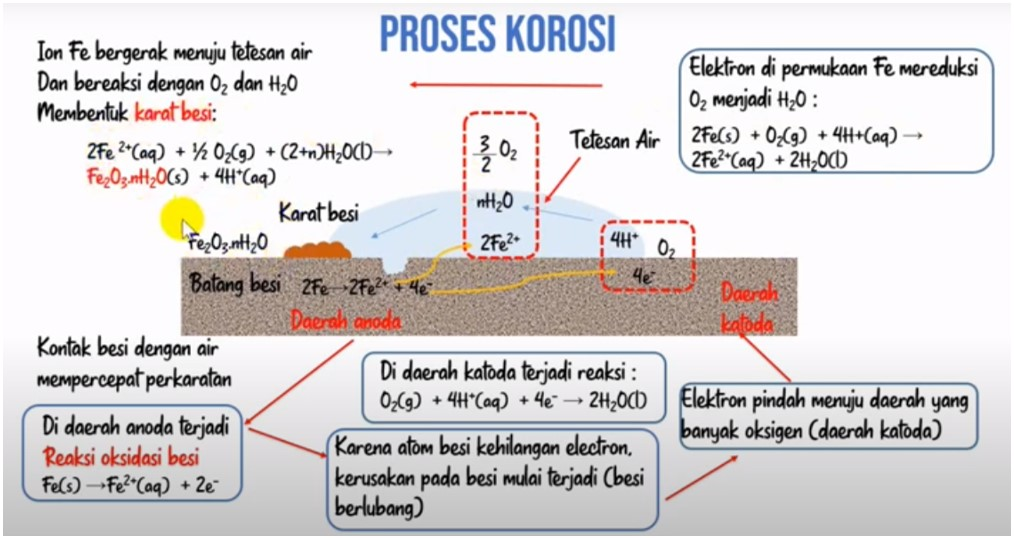 PROSES KOROSI
Ion Fe bergerak menuju tetesan air
Dan bereaksi dengan O₂ dan H₂O
Membentuk karat besi:
2Fe ²⁺(aq) + ½ O₂(g) + (2+n)H₂O(l)→
Fe₂O₃.nH₂O(s) + 4H⁺(aq)
Elektron di permukaan Fe mereduksi
O₂ menjadi H₂O :
2Fe(s) + O₂(g) + 4H+(aq) →
2Fe²⁺(aq) + 2H₂O(l)
3/2 O₂
nH₂O
2Fe²⁺
Tetesan Air
Karat besi
Fe₂O₃.nH₂O
4H⁺ O₂
4e⁻
Batang besi 2Fe→2Fe²⁺ + 4e⁻
Daerah anoda
Daerah
katoda
Kontak besi dengan air
mempercepat perkaratan
Di daerah anoda terjadi
Reaksi oksidasi besi
Fe(s) →Fe²⁺(aq) + 2e⁻
Di daerah katoda terjadi reaksi :
O₂(g) + 4H⁺(aq) + 4e⁻ → 2H₂O(l)
Karena atom besi kehilangan electron,
kerusakan pada besi mulai terjadi (besi
berlubang)
Elektron pindah menuju daerah yang
banyak oksigen (daerah katoda)